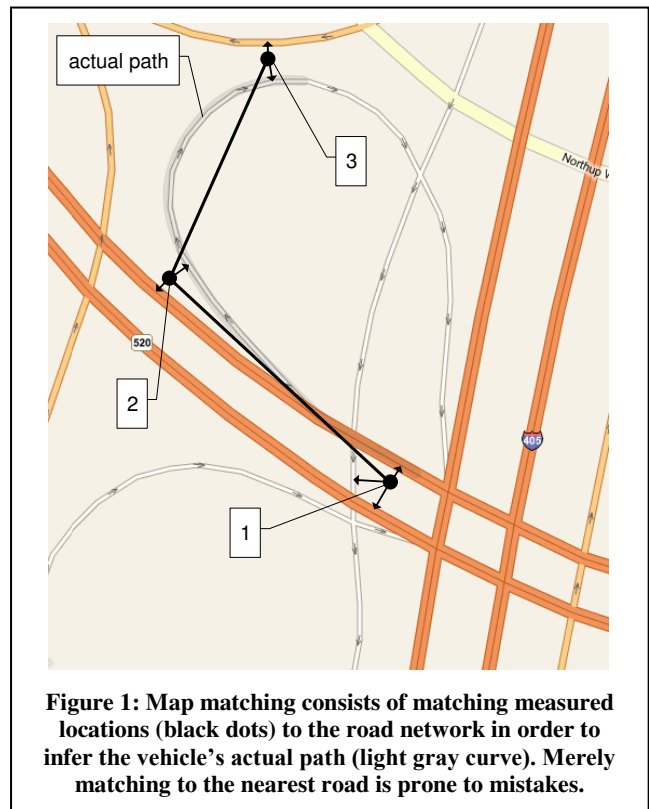 actual path
3
Northup W
520
2
405
1
Figure 1: Map matching consists of matching measured
locations (black dots) to the road network in order to
infer the vehicle's actual path (light gray curve). Merely
matching to the nearest road is prone to mistakes.